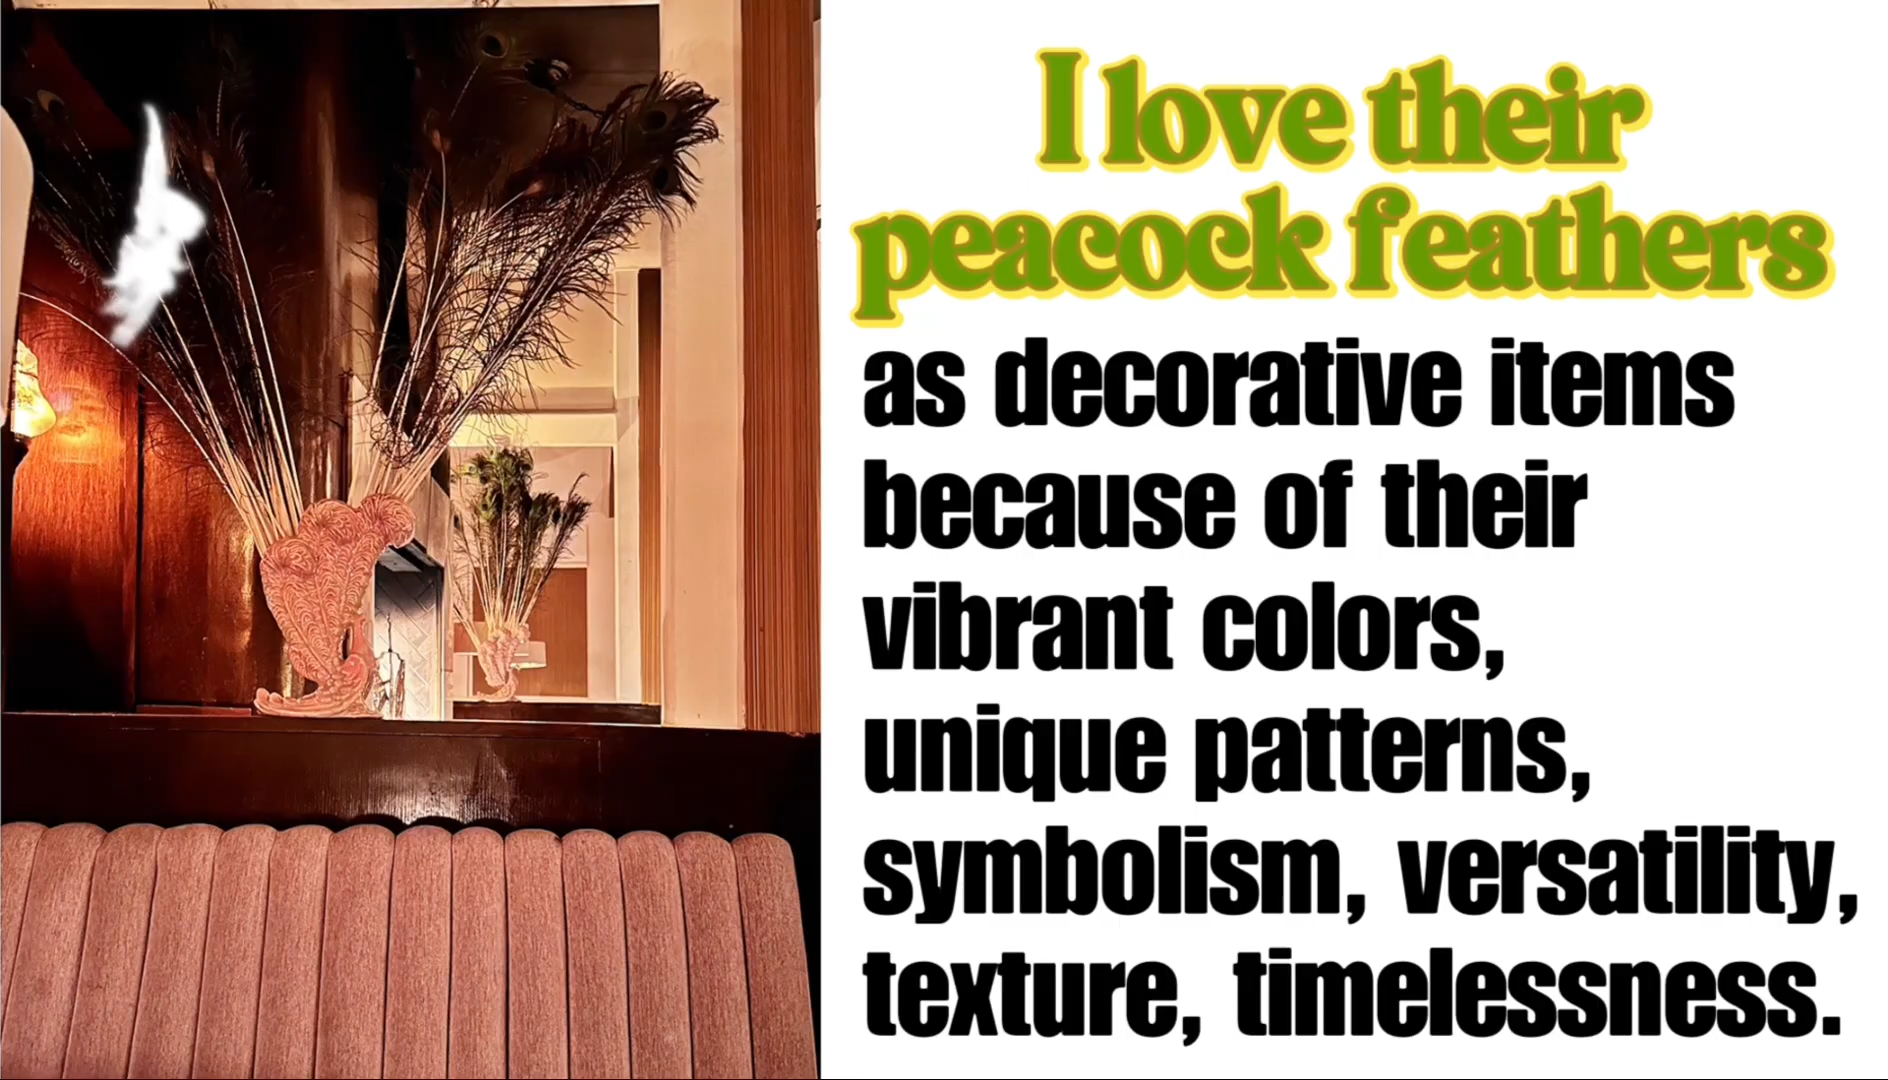 I love their
peacock feathers
as decorative items
because of their
vibrant colors,
unique patterns,
symbolism, versatility,
texture, timelessness.